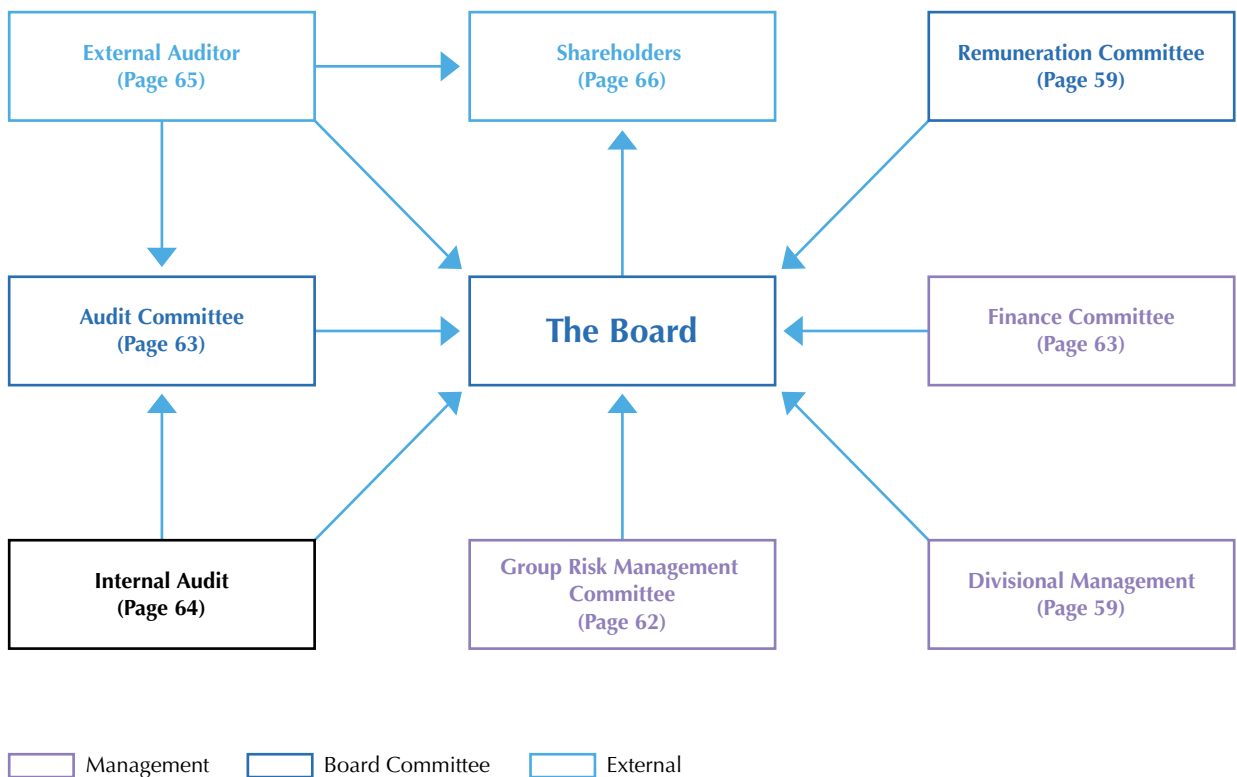 External Auditor
(Page 65)
Shareholders
(Page 66)
Remuneration Committee
(Page 59)
Audit Committee
(Page 63)
The Board
Finance Committee
(Page 63)
Internal Audit
(Page 64)
Group Risk Management
Committee
(Page 62)
Divisional Management
(Page 59)
Management
Board Committee
External